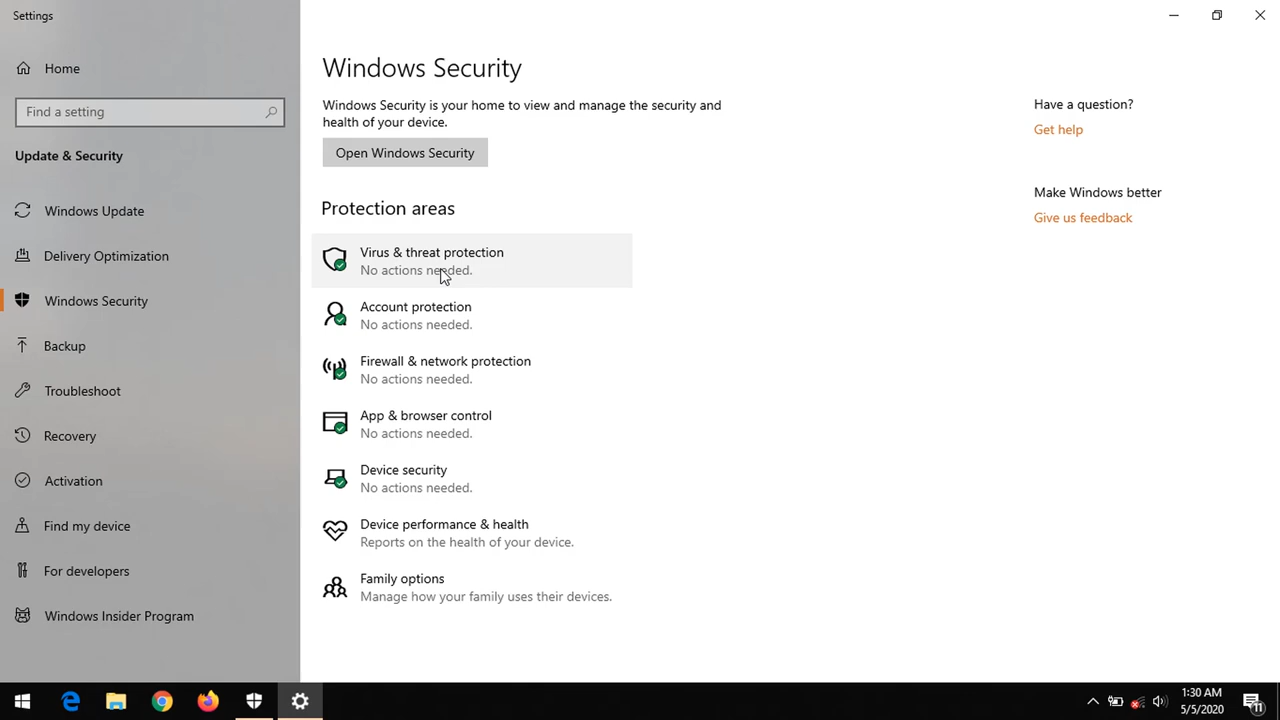 Settings
Home
Find a setting
Update & Security
Windows Update
Delivery Optimization
Windows Security
Backup
Troubleshoot
Recovery
Activation
Find my device
For developers
Windows Insider Program
Windows Security
Windows Security is your home to view and manage the security and
health of your device.
Open Windows Security
Protection areas
Virus & threat protection
No actions needed.
Account protection
No actions needed.
Firewall & network protection
No actions needed.
App & browser control
No actions needed.
Device security
No actions needed.
Device performance & health
Reports on the health of your device.
Family options
Manage how your family uses their devices.
Have a question?
Get help
Make Windows better
Give us feedback
1:30 AM
5/5/2020
11